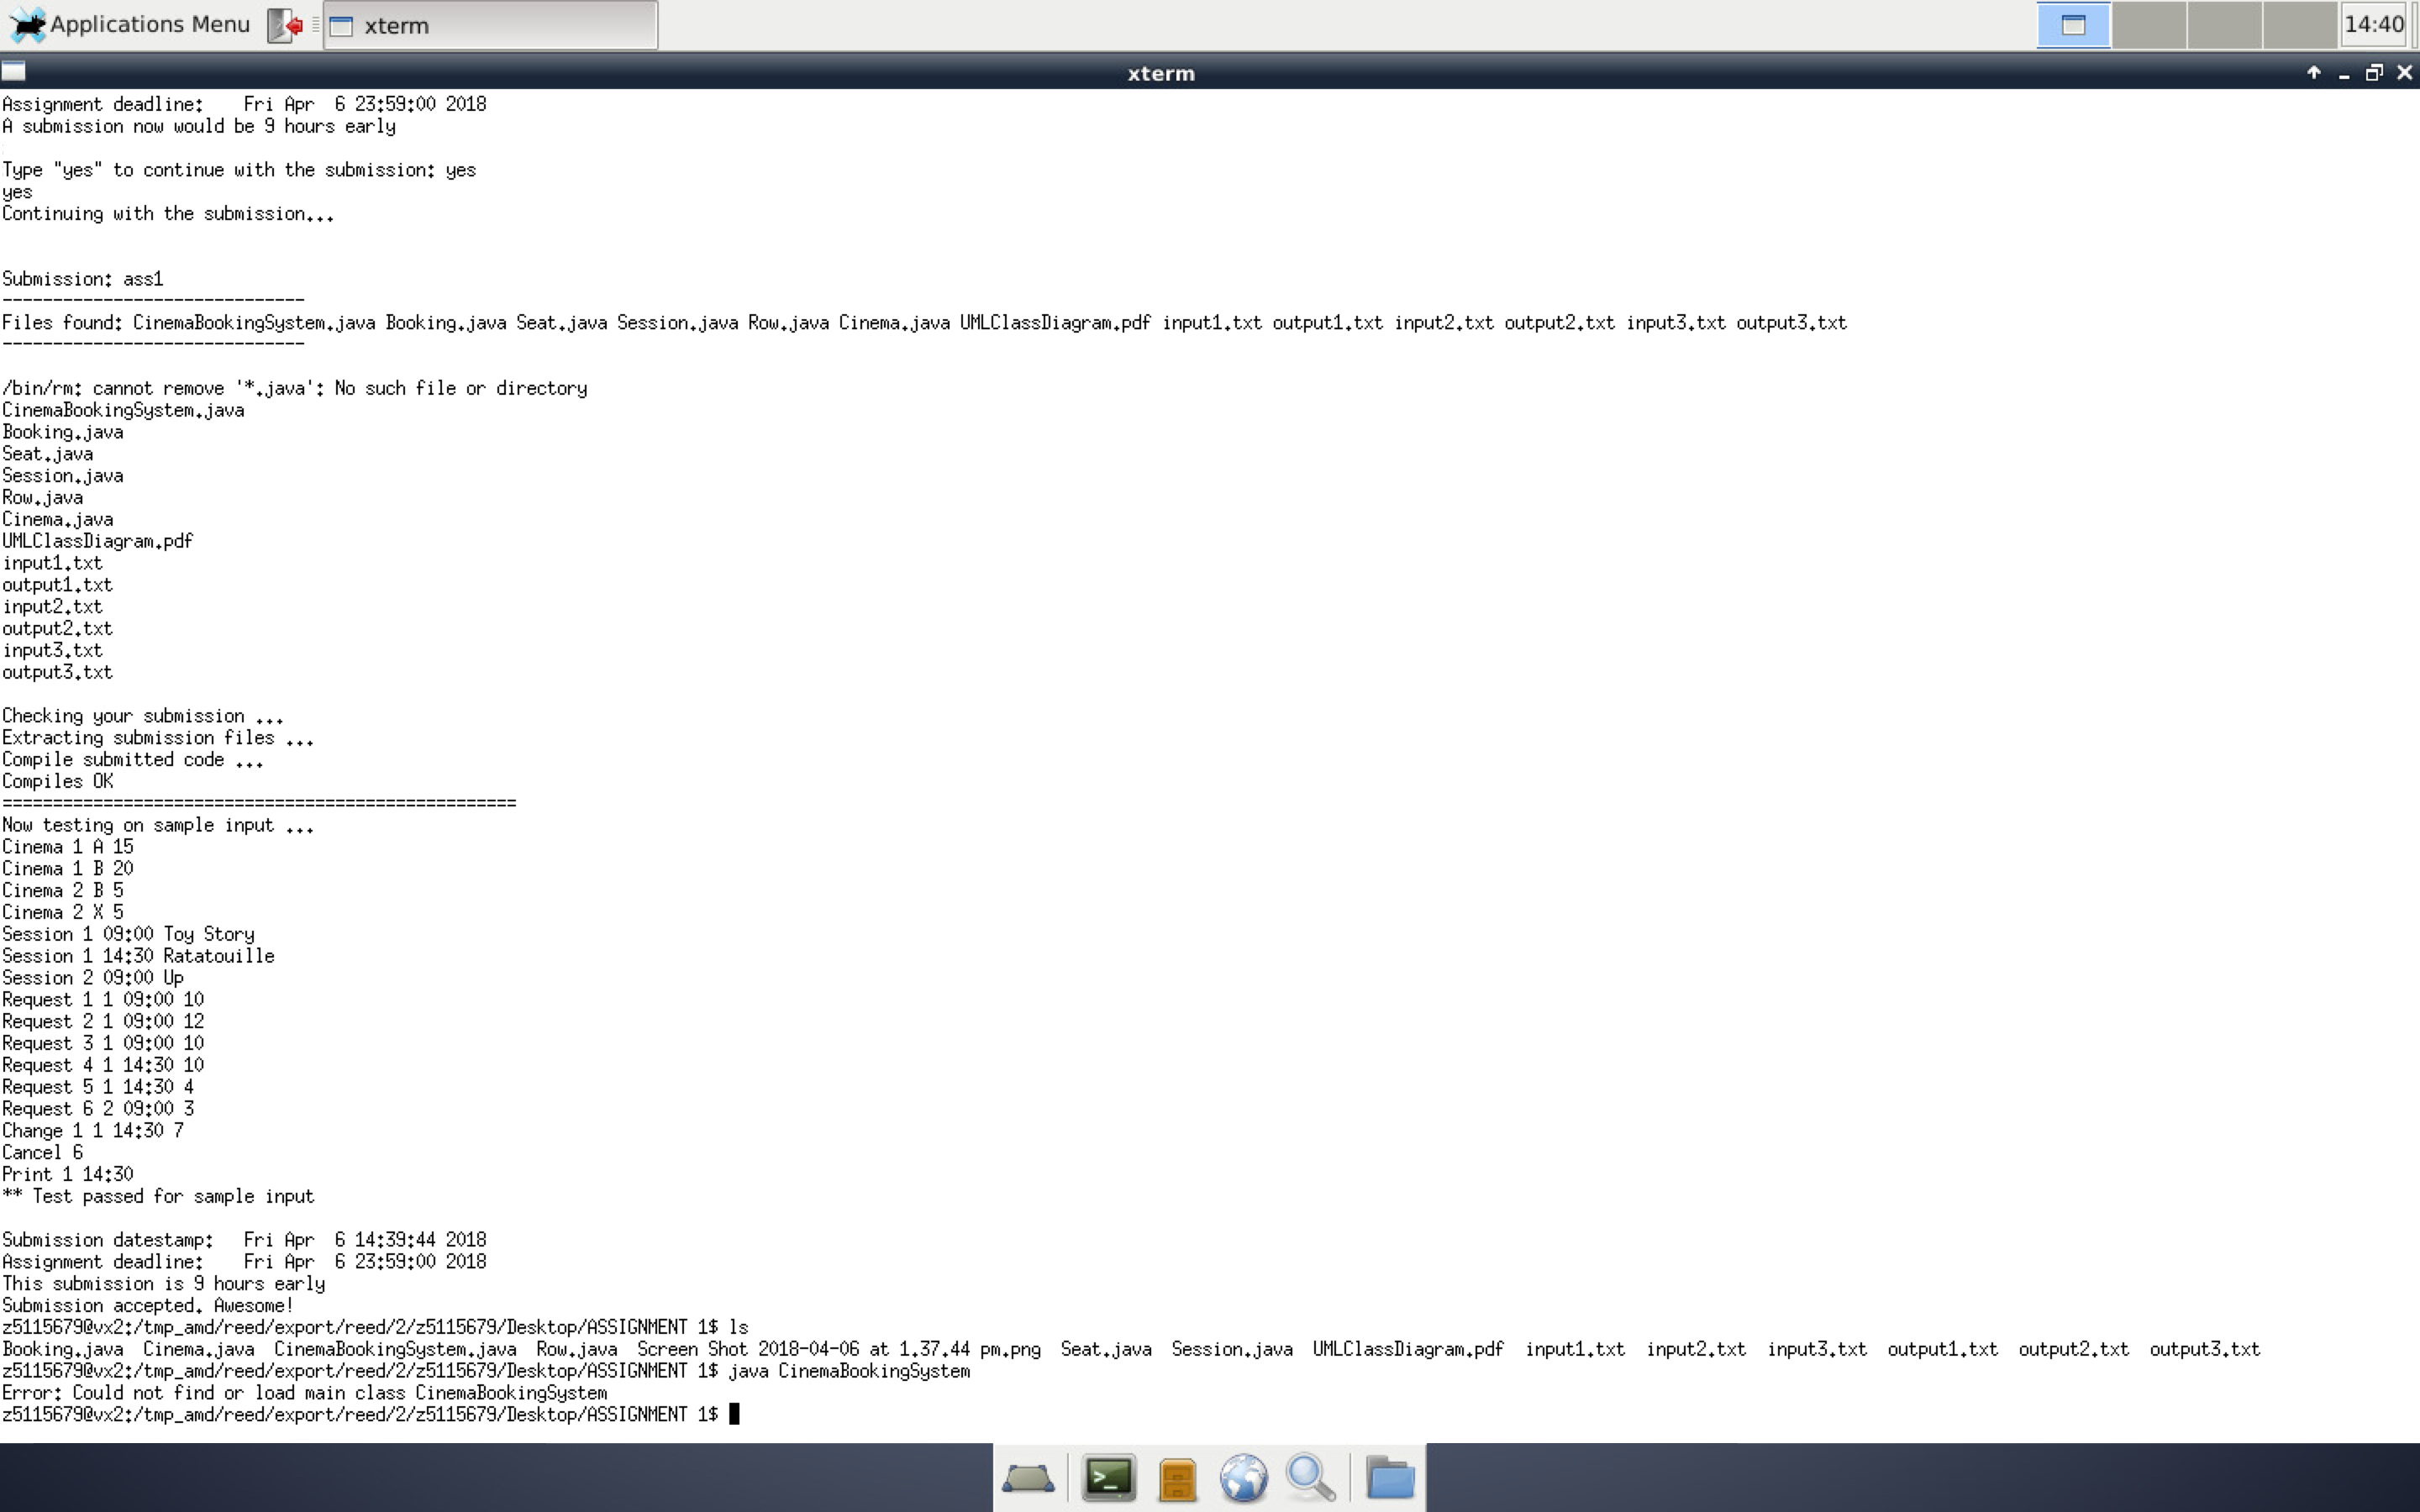 Applications Menu xterm 14:40
xterm
Assignment deadline:    Fri Apr  6 23:59:00 2018
A submission now would be 9 hours early
Type "yes" to continue with the submission: yes
yes
Continuing with the submission...
Submission: ass1
------------------------------
Files found: CinemaBookingSystem.java Booking.java Seat.java Session.java Row.java Cinema.java UMLClassDiagram.pdf input1.txt output1.txt input2.txt output2.txt input3.txt output3.txt
------------------------------
/bin/rm: cannot remove '*.java': No such file or directory
CinemaBookingSystem.java
Booking.java
Seat.java
Session.java
Row.java
Cinema.java
UMLClassDiagram.pdf
input1.txt
output1.txt
input2.txt
output2.txt
input3.txt
output3.txt
Checking your submission ...
Extracting submission files ...
Compile submitted code ...
Compiles OK
===================================================
Now testing on sample input ...
Cinema 1 A 15
Cinema 1 B 20
Cinema 2 B 5
Cinema 2 X 5
Session 1 09:00 Toy Story
Session 1 14:30 Ratatouille
Session 2 09:00 Up
Request 1 1 09:00 10
Request 2 1 09:00 12
Request 3 1 09:00 10
Request 4 1 14:30 10
Request 5 1 14:30 4
Request 6 2 09:00 3
Change 1 1 14:30 7
Cancel 6
Print 1 14:30
** Test passed for sample input
Submission datestamp:   Fri Apr  6 14:39:44 2018
Assignment deadline:    Fri Apr  6 23:59:00 2018
This submission is 9 hours early
Submission accepted. Awesome!
z5115679@vx2:/tmp_amd/reed/export/reed/2/z5115679/Desktop/ASSIGNMENT 1$ ls
Booking.java  Cinema.java  CinemaBookingSystem.java  Row.java  Screen Shot 2018-04-06 at 1.37.44 pm.png  Seat.java  Session.java  UMLClassDiagram.pdf  input1.txt  input2.txt  input3.txt  output1.txt  output2.txt  output3.txt
z5115679@vx2:/tmp_amd/reed/export/reed/2/z5115679/Desktop/ASSIGNMENT 1$ java CinemaBookingSystem
Error: Could not find or load main class CinemaBookingSystem
z5115679@vx2:/tmp_amd/reed/export/reed/2/z5115679/Desktop/ASSIGNMENT 1$